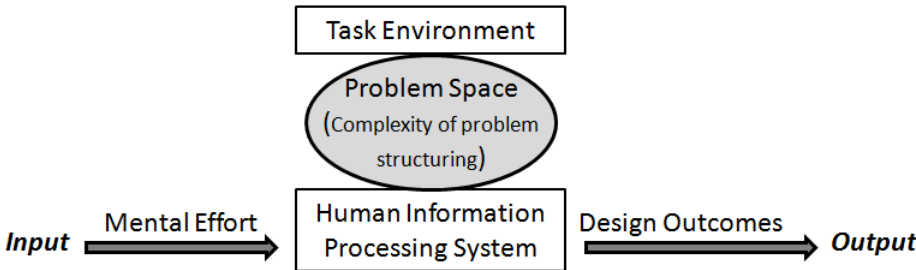 Task Environment
Problem Space
(Complexity of problem
structuring)
Mental Effort
Human Information
Processing System
Design Outcomes
Input
Output